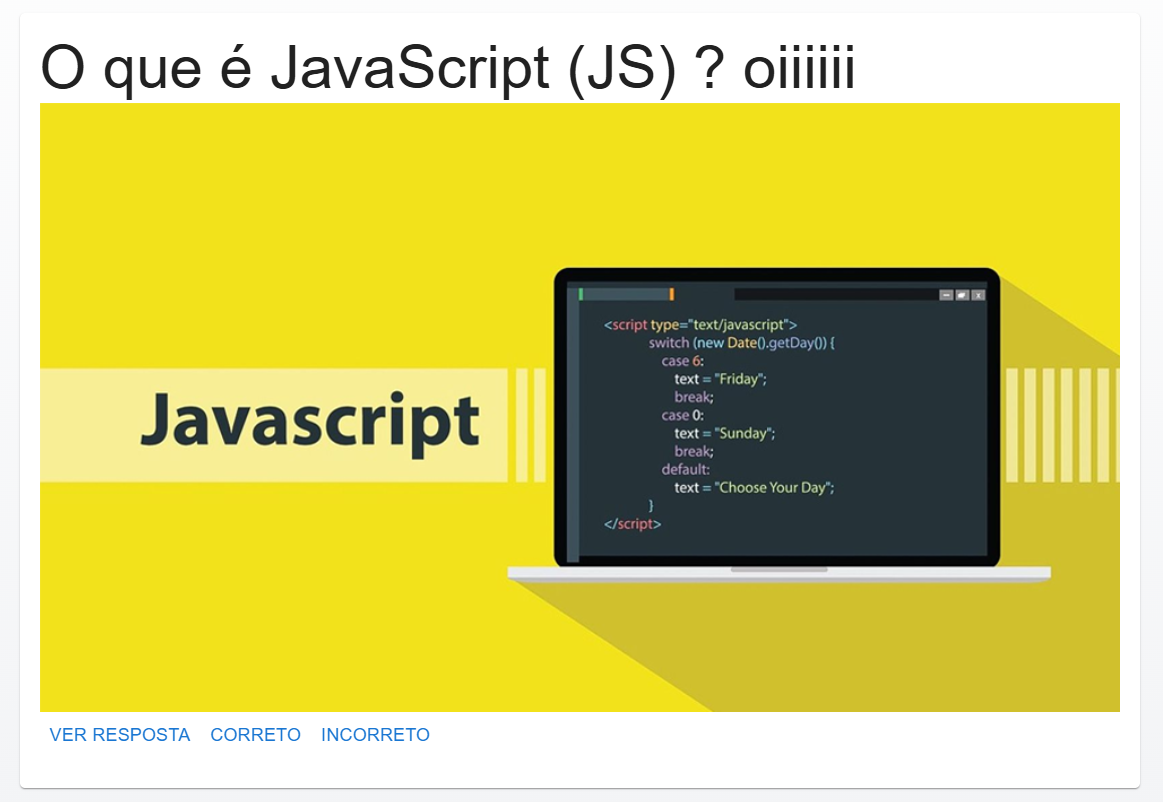 O que é JavaScript (JS) ? oiiiiii
Javascript
<script type="text/javascript">
switch (new Date().getDay()) {
case 6:
text = "Friday";
break;
case 0:
text = "Sunday";
break;
default:
text = "Choose Your Day";
}
</script>
VER RESPOSTA CORRETO INCORRETO